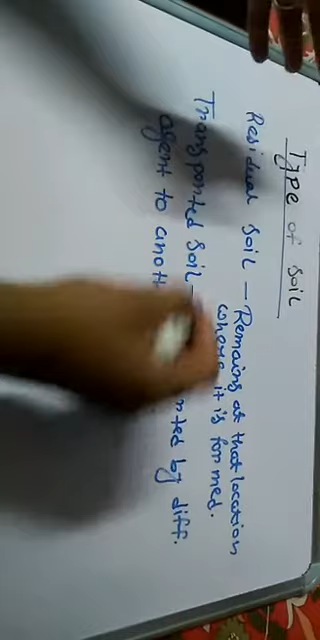 Type of Soil
Residual Soil – Remains at that location
where it is formed.
Transported Soil – nted by diff.
agent to anoth